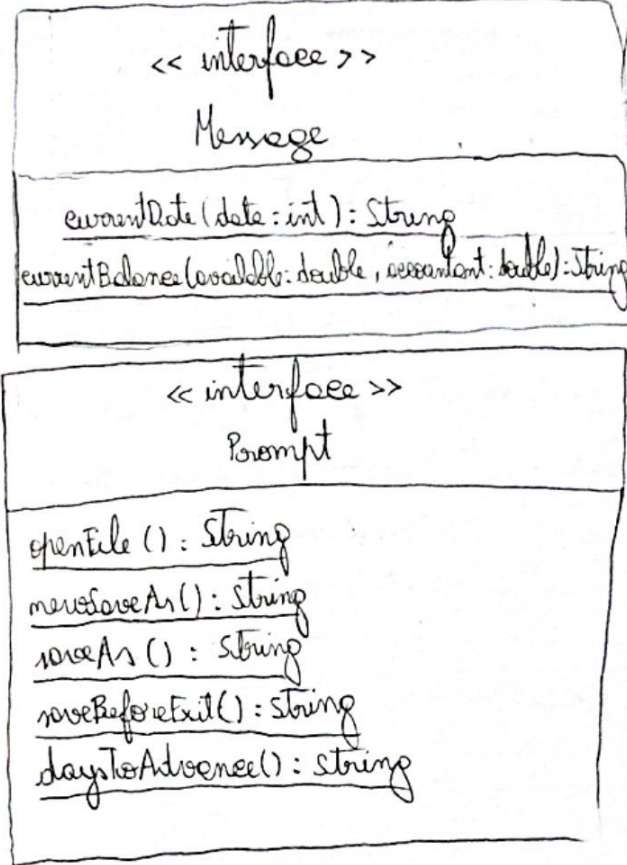 << interface >>
Message
currentDate (date : int) : String
currentBalance(available: double, accountant: double): String
<< interface >>
Prompt
openFile () : String
newSaveAs() : String
saveAs () : String
saveBeforeExit() : String
daysToAdvance() : String